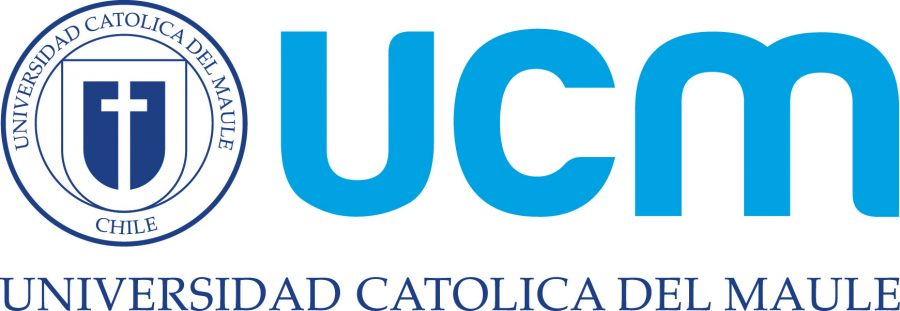 UNIVERSIDAD CATOLICA DEL MAULE
CHILE
ucm
UNIVERSIDAD CATOLICA DEL MAULE